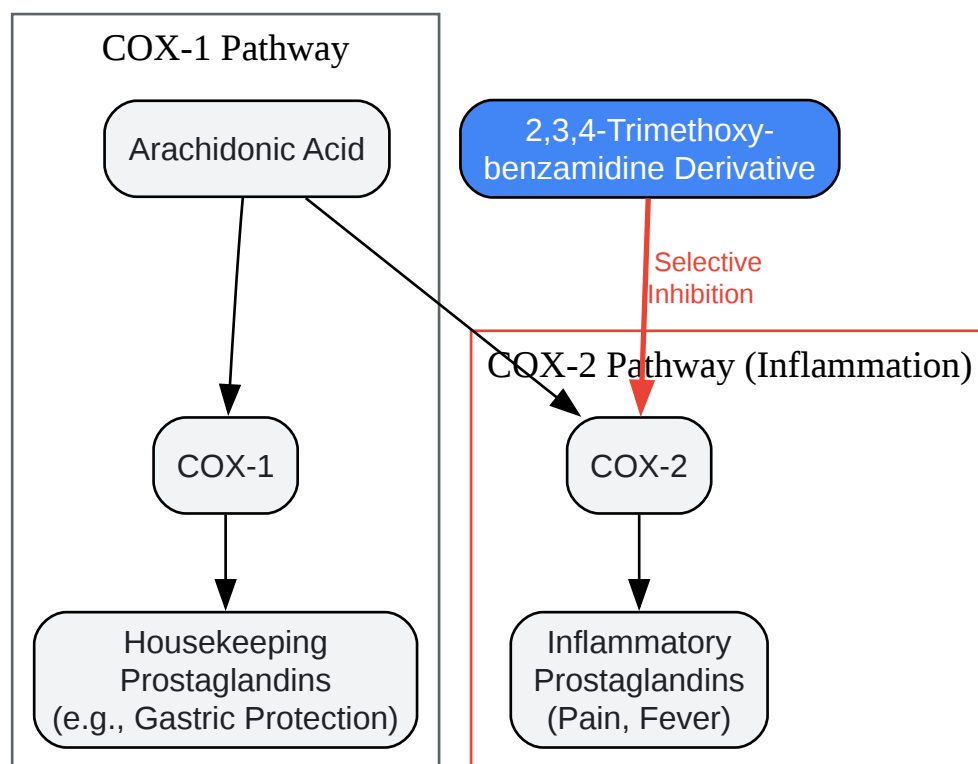 COX-1 Pathway
Arachidonic Acid
2,3,4-Trimethoxy-
benzamidine Derivative
Selective
Inhibition
COX-2 Pathway (Inflammation)
COX-1
COX-2
Housekeeping
Prostaglandins
(e.g., Gastric Protection)
Inflammatory
Prostaglandins
(Pain, Fever)